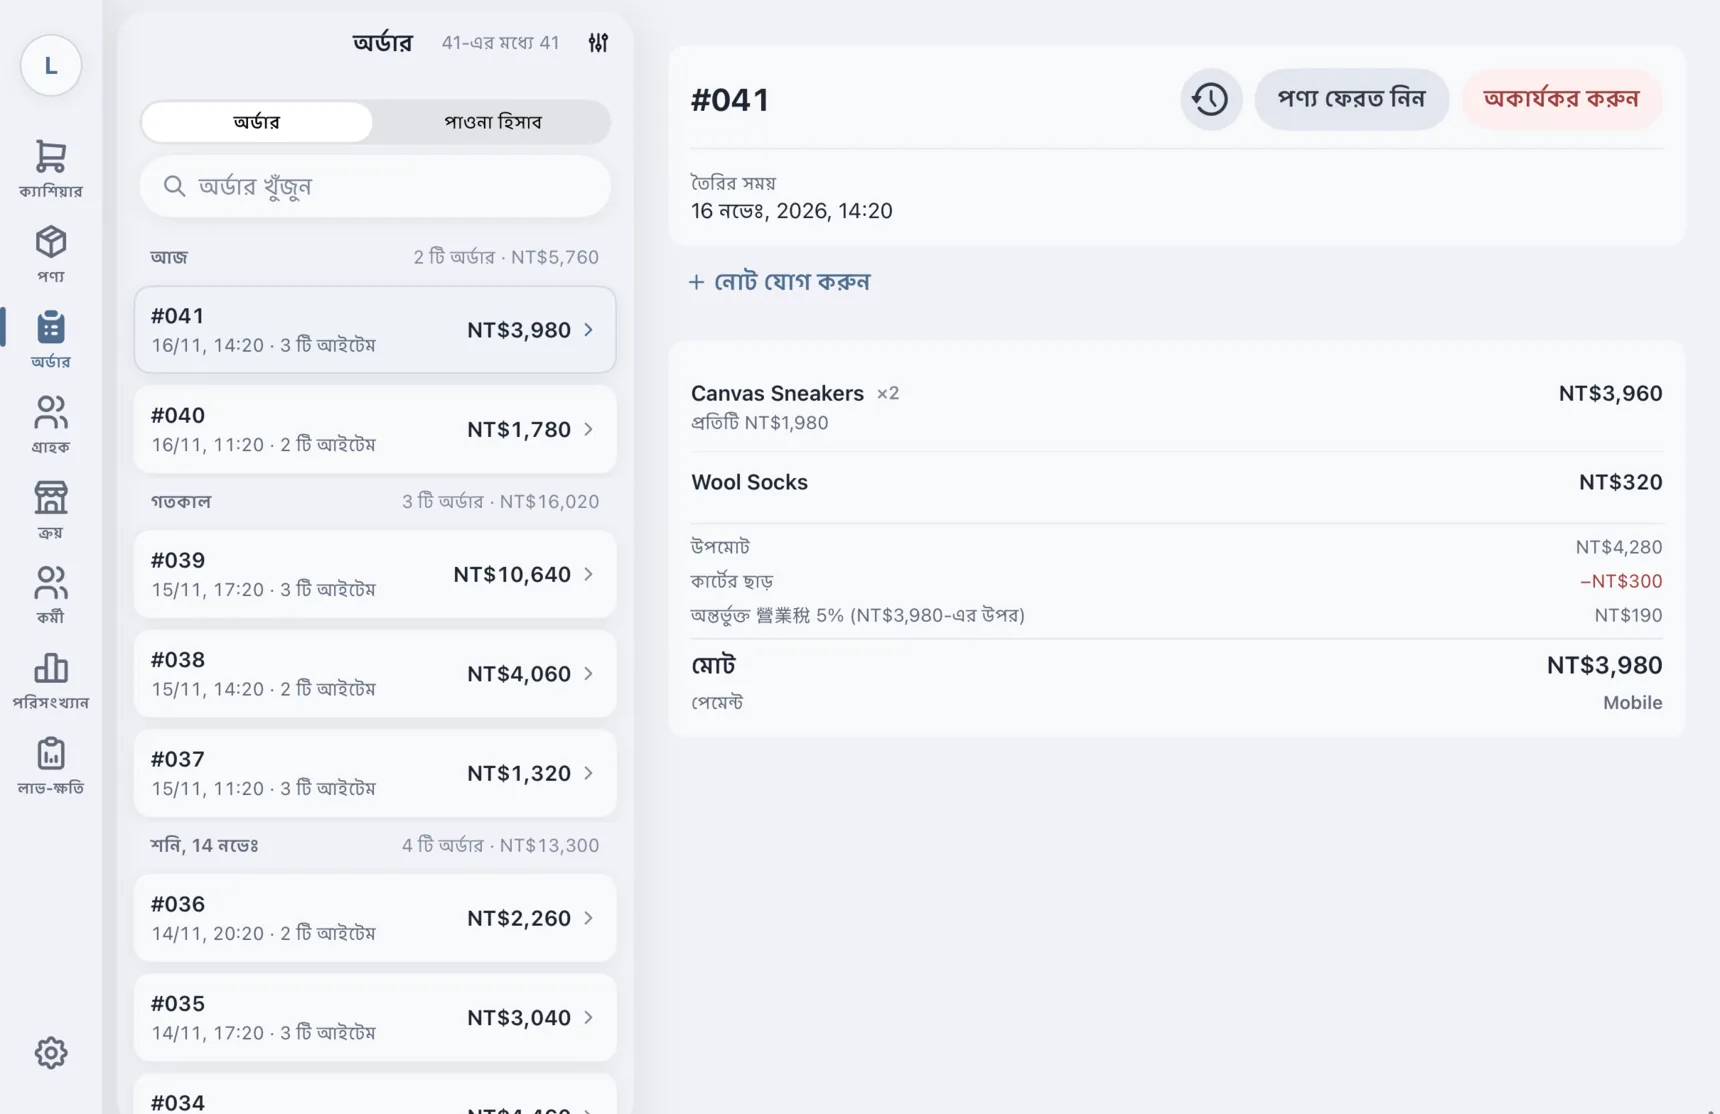 L
ক্যাশিয়ার
পণ্য
অর্ডার
গ্রাহক
ক্রয়
কর্মী
পরিসংখ্যান
লাভ-ক্ষতি
অর্ডার 41-এর মধ্যে 41
অর্ডার পাওনা হিসাব
অর্ডার খুঁজুন
আজ 2 টি অর্ডার · NT$5,760
#041
16/11, 14:20 · 3 টি আইটেম NT$3,980
#040
16/11, 11:20 · 2 টি আইটেম NT$1,780
গতকাল 3 টি অর্ডার · NT$16,020
#039
15/11, 17:20 · 3 টি আইটেম NT$10,640
#038
15/11, 14:20 · 2 টি আইটেম NT$4,060
#037
15/11, 11:20 · 3 টি আইটেম NT$1,320
শনি, 14 নভেঃ 4 টি অর্ডার · NT$13,300
#036
14/11, 20:20 · 2 টি আইটেম NT$2,260
#035
14/11, 17:20 · 3 টি আইটেম NT$3,040
#034
#041 পণ্য ফেরত নিন অকার্যকর করুন
তৈরির সময়
16 নভেঃ, 2026, 14:20
+ নোট যোগ করুন
Canvas Sneakers ×2 NT$3,960
প্রতিটি NT$1,980
Wool Socks NT$320
উপমোট NT$4,280
কার্টের ছাড় –NT$300
অন্তর্ভুক্ত 營業稅 5% (NT$3,980-এর উপর) NT$190
মোট NT$3,980
পেমেন্ট Mobile